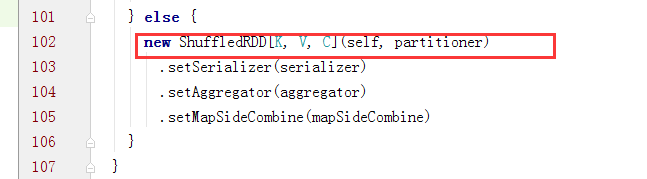 101 } else {
102 new ShuffledRDD[K, V, C](self, partitioner)
103 .setSerializer(serializer)
104 .setAggregator(aggregator)
105 .setMapSideCombine(mapSideCombine)
106 }
107 }